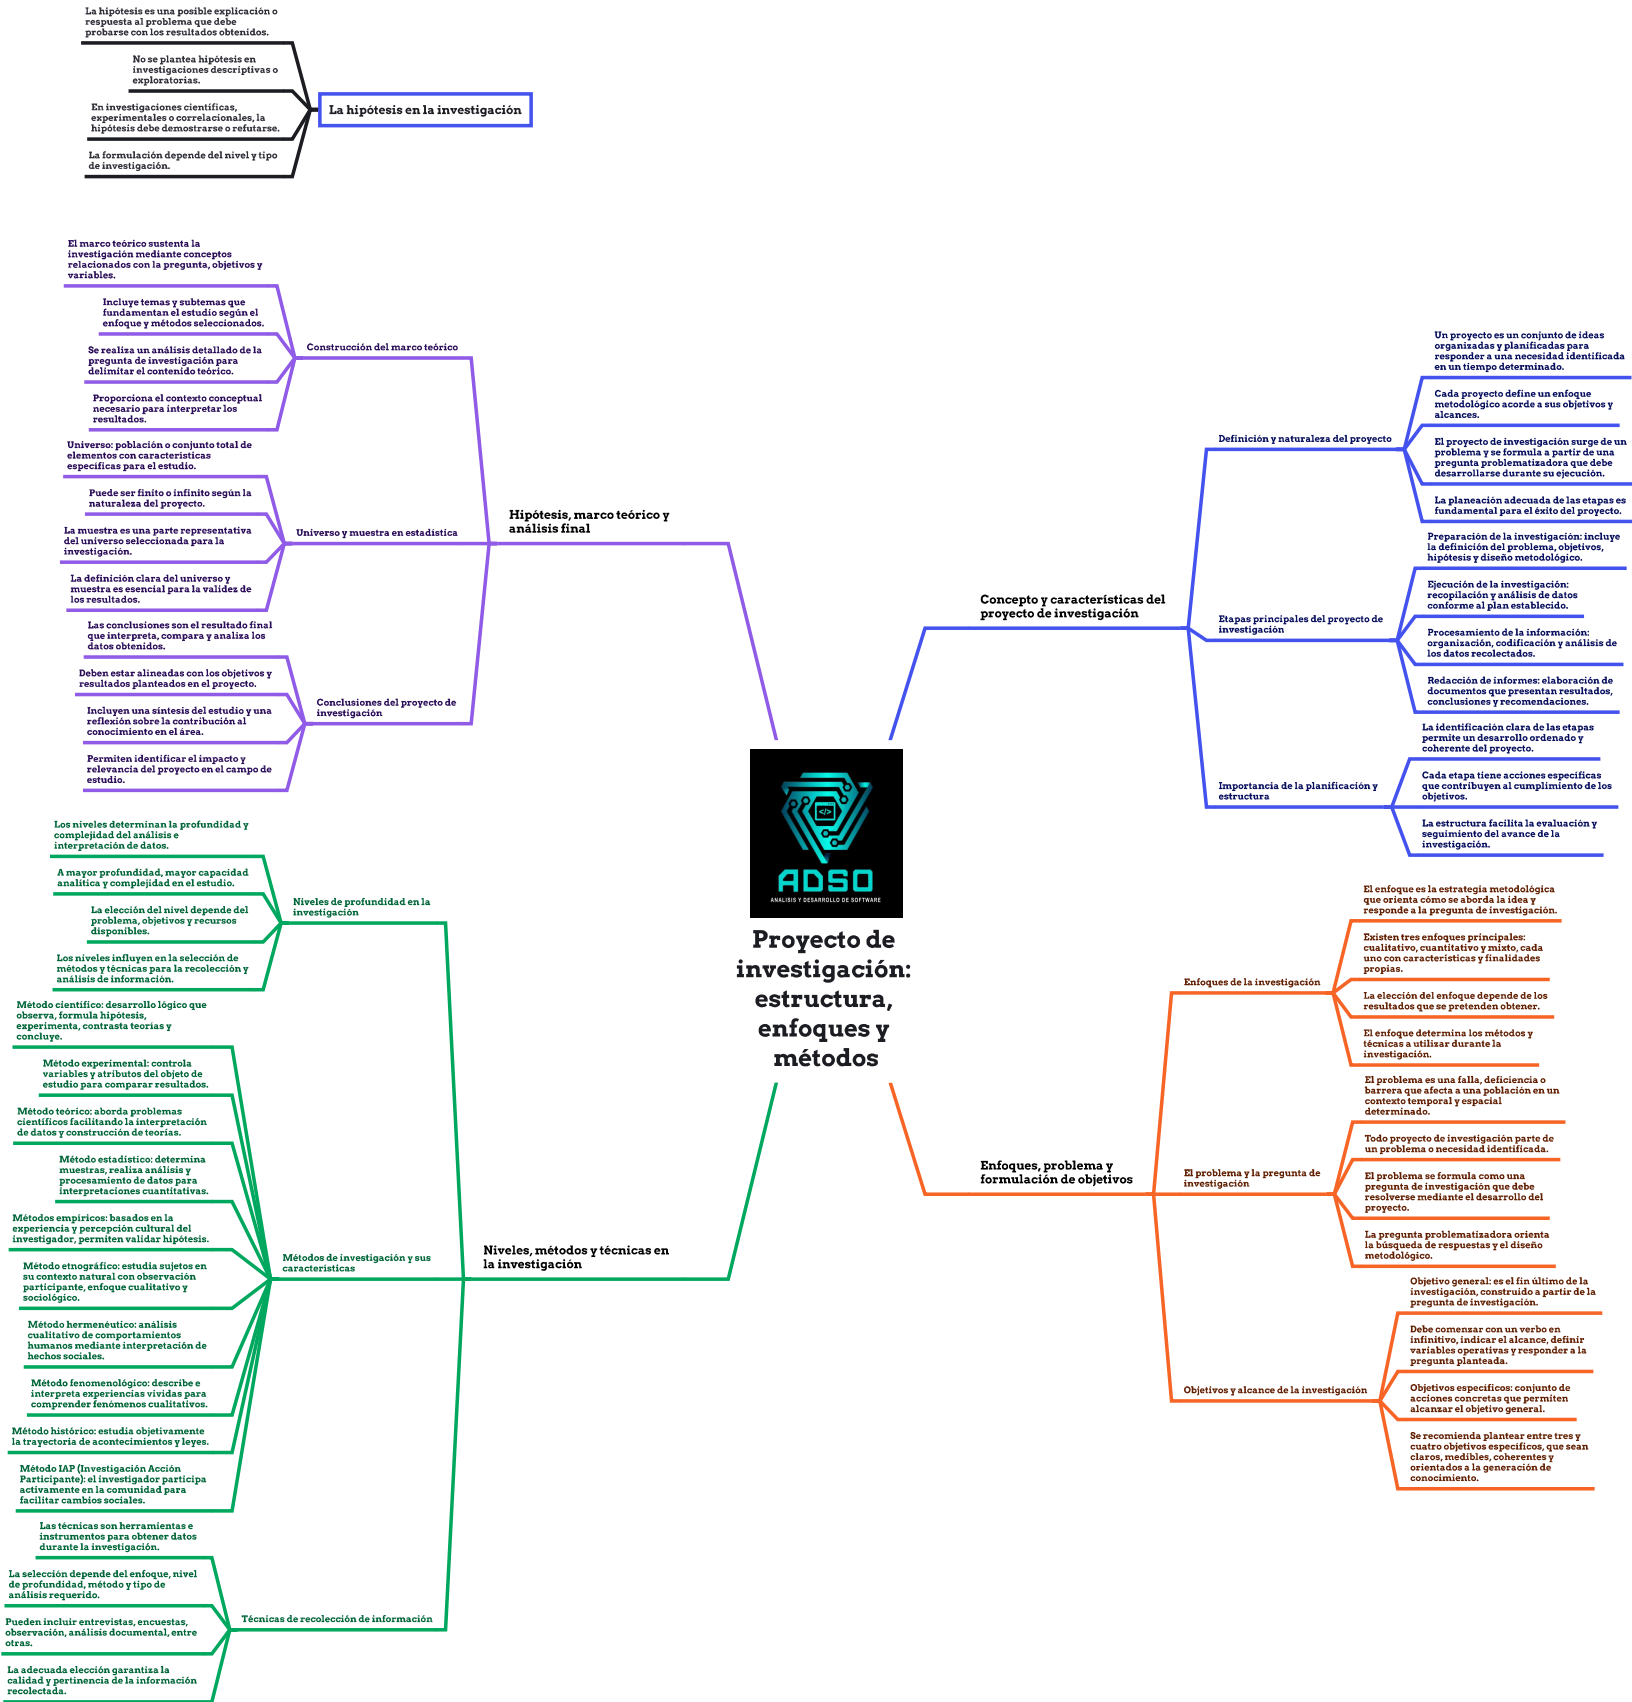 La hipótesis es una posible explicación o
respuesta al problema que debe
probarse con los resultados obtenidos.
No se plantea hipótesis en
investigaciones descriptivas o
exploratorias.
En investigaciones científicas,
experimentales o correlacionales, la
hipótesis debe demostrarse o refutarse.
La formulación depende del nivel y tipo
de investigación.
La hipótesis en la investigación
El marco teórico sustenta la
investigación mediante conceptos
relacionados con la pregunta, objetivos y
variables.
Incluye temas y subtemas que
fundamentan el estudio según el
enfoque y métodos seleccionados.
Se realiza un análisis detallado de la
pregunta de investigación para
delimitar el contenido teórico.
Proporciona el contexto conceptual
necesario para interpretar los
resultados.
Construcción del marco teórico
Universo: población o conjunto total de
elementos con características
específicas para el estudio.
Puede ser finito o infinito según la
naturaleza del proyecto.
La muestra es una parte representativa
del universo seleccionada para la
investigación.
La definición clara del universo y
muestra es esencial para la validez de
los resultados.
Universo y muestra en estadística
Las conclusiones son el resultado final
que interpreta, compara y analiza los
datos obtenidos.
Deben estar alineadas con los objetivos y
resultados planteados en el proyecto.
Incluyen una síntesis del estudio y una
reflexión sobre la contribución al
conocimiento en el área.
Permiten identificar el impacto y
relevancia del proyecto en el campo de
estudio.
Conclusiones del proyecto de
investigación
Hipótesis, marco teórico y
análisis final
Un proyecto es un conjunto de ideas
organizadas y planificadas para
responder a una necesidad identificada
en un tiempo determinado.
Cada proyecto define un enfoque
metodológico acorde a sus objetivos y
alcances.
El proyecto de investigación surge de un
problema y se formula a partir de una
pregunta problematizadora que debe
desarrollarse durante su ejecución.
La planeación adecuada de las etapas es
fundamental para el éxito del proyecto.
Definición y naturaleza del proyecto
Preparación de la investigación: incluye
la definición del problema, objetivos,
hipótesis y diseño metodológico.
Ejecución de la investigación:
recopilación y análisis de datos
conforme al plan establecido.
Procesamiento de la información:
organización, codificación y análisis de
los datos recolectados.
Redacción de informes: elaboración de
documentos que presentan resultados,
conclusiones y recomendaciones.
Etapas principales del proyecto de
investigación
La identificación clara de las etapas
permite un desarrollo ordenado y
coherente del proyecto.
Cada etapa tiene acciones específicas
que contribuyen al cumplimiento de los
objetivos.
La estructura facilita la evaluación y
seguimiento del avance de la
investigación.
Importancia de la planificación y
estructura
Concepto y características del
proyecto de investigación
</>
ADSO
ANALISIS Y DESARROLLO DE SOFTWARE
Proyecto de
investigación:
estructura,
enfoques y
métodos
Los niveles determinan la profundidad y
complejidad del análisis e
interpretación de datos.
A mayor profundidad, mayor capacidad
analítica y complejidad en el estudio.
La elección del nivel depende del
problema, objetivos y recursos
disponibles.
Los niveles influyen en la selección de
métodos y técnicas para la recolección y
análisis de información.
Niveles de profundidad en la
investigación
Método científico: desarrollo lógico que
observa, formula hipótesis,
experimenta, contrasta teorías y
concluye.
Método experimental: controla
variables y atributos del objeto de
estudio para comparar resultados.
Método teórico: aborda problemas
científicos facilitando la interpretación
de datos y construcción de teorías.
Método estadístico: determina
muestras, realiza análisis y
procesamiento de datos para
interpretaciones cuantitativas.
Métodos empíricos: basados en la
experiencia y percepción cultural del
investigador, permiten validar hipótesis.
Método etnográfico: estudia sujetos en
su contexto natural con observación
participante, enfoque cualitativo y
sociológico.
Método hermenéutico: análisis
cualitativo de comportamientos
humanos mediante interpretación de
hechos sociales.
Método fenomenológico: describe e
interpreta experiencias vividas para
comprender fenómenos cualitativos.
Método histórico: estudia objetivamente
la trayectoria de acontecimientos y leyes.
Método IAP (Investigación Acción
Participante): el investigador participa
activamente en la comunidad para
facilitar cambios sociales.
Métodos de investigación y sus
características
Las técnicas son herramientas e
instrumentos para obtener datos
durante la investigación.
La selección depende del enfoque, nivel
de profundidad, método y tipo de
análisis requerido.
Pueden incluir entrevistas, encuestas,
observación, análisis documental, entre
otras.
La adecuada elección garantiza la
calidad y pertinencia de la información
recolectada.
Técnicas de recolección de información
Niveles, métodos y técnicas en
la investigación
El enfoque es la estrategia metodológica
que orienta cómo se aborda la idea y
responde a la pregunta de investigación.
Existen tres enfoques principales:
cualitativo, cuantitativo y mixto, cada
uno con características y finalidades
propias.
La elección del enfoque depende de los
resultados que se pretenden obtener.
El enfoque determina los métodos y
técnicas a utilizar durante la
investigación.
Enfoques de la investigación
El problema es una falla, deficiencia o
barrera que afecta a una población en un
contexto temporal y espacial
determinado.
Todo proyecto de investigación parte de
un problema o necesidad identificada.
El problema se formula como una
pregunta de investigación que debe
resolverse mediante el desarrollo del
proyecto.
La pregunta problematizadora orienta
la búsqueda de respuestas y el diseño
metodológico.
El problema y la pregunta de
investigación
Objetivo general: es el fin último de la
investigación, construido a partir de la
pregunta de investigación.
Debe comenzar con un verbo en
infinitivo, indicar el alcance, definir
variables operativas y responder a la
pregunta planteada.
Objetivos específicos: conjunto de
acciones concretas que permiten
alcanzar el objetivo general.
Se recomienda plantear entre tres y
cuatro objetivos específicos, que sean
claros, medibles, coherentes y
orientados a la generación de
conocimiento.
Objetivos y alcance de la investigación
Enfoques, problema y
formulación de objetivos